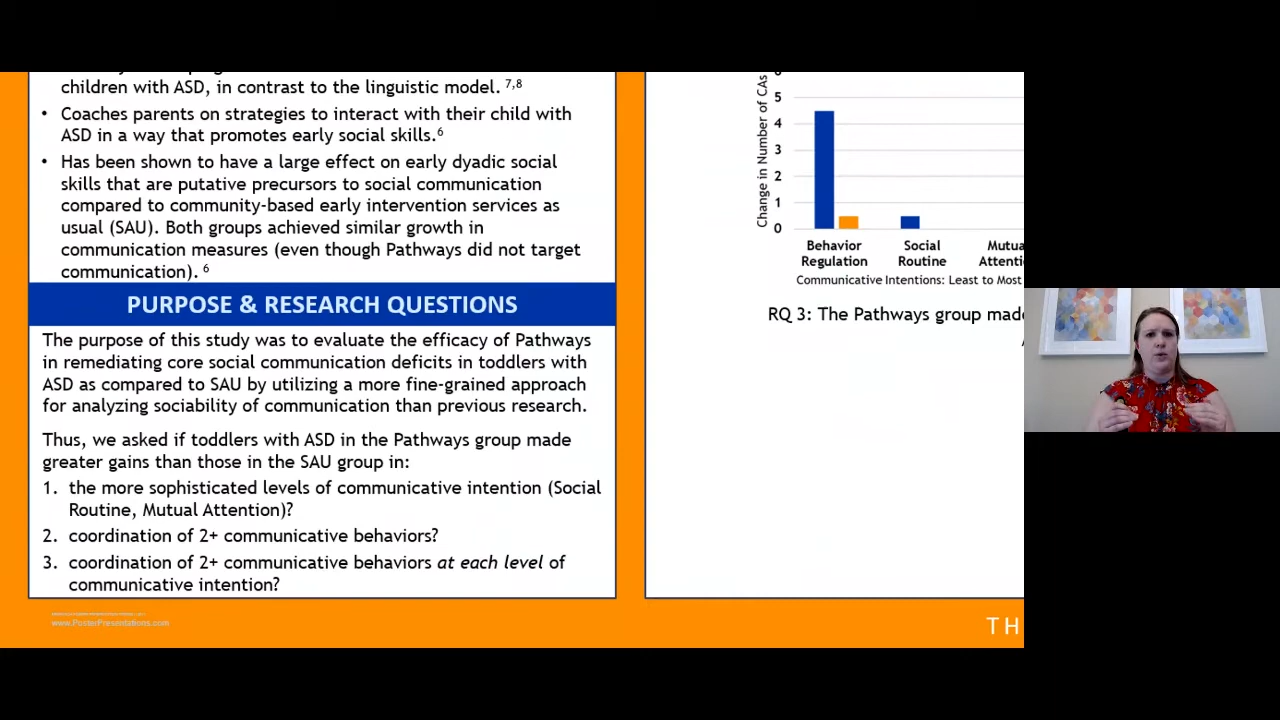 children with ASD, in contrast to the linguistic model. 7,8
• Coaches parents on strategies to interact with their child with
ASD in a way that promotes early social skills.6
• Has been shown to have a large effect on early dyadic social
skills that are putative precursors to social communication
compared to community-based early intervention services as
usual (SAU). Both groups achieved similar growth in
communication measures (even though Pathways did not target
communication). 6
PURPOSE & RESEARCH QUESTIONS
The purpose of this study was to evaluate the efficacy of Pathways
in remediating core social communication deficits in toddlers with
ASD as compared to SAU by utilizing a more fine-grained approach
for analyzing sociability of communication than previous research.
Thus, we asked if toddlers with ASD in the Pathways group made
greater gains than those in the SAU group in:
1. the more sophisticated levels of communicative intention (Social
Routine, Mutual Attention)?
2. coordination of 2+ communicative behaviors?
3. coordination of 2+ communicative behaviors at each level of
communicative intention?
www.PosterPresentations.com
Change in Number of CAs
5
4
3
2
1
0
Behavior
Regulation
Social
Routine
Mutua
Attentio
Communicative Intentions: Least to Most
RQ 3: The Pathways group made
TH